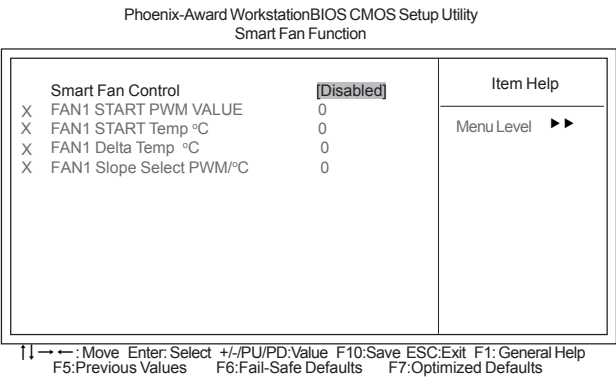 Phoenix-Award WorkstationBIOS CMOS Setup Utility
Smart Fan Function
Smart Fan Control [Disabled]
X FAN1 START PWM VALUE 0
X FAN1 START Temp °C 0
X FAN1 Delta Temp °C 0
X FAN1 Slope Select PWM/°C 0
Item Help
Menu Level ►►
↑↓→←: Move Enter: Select +/-/PU/PD:Value F10:Save ESC:Exit F1: General Help
F5:Previous Values F6:Fail-Safe Defaults F7:Optimized Defaults